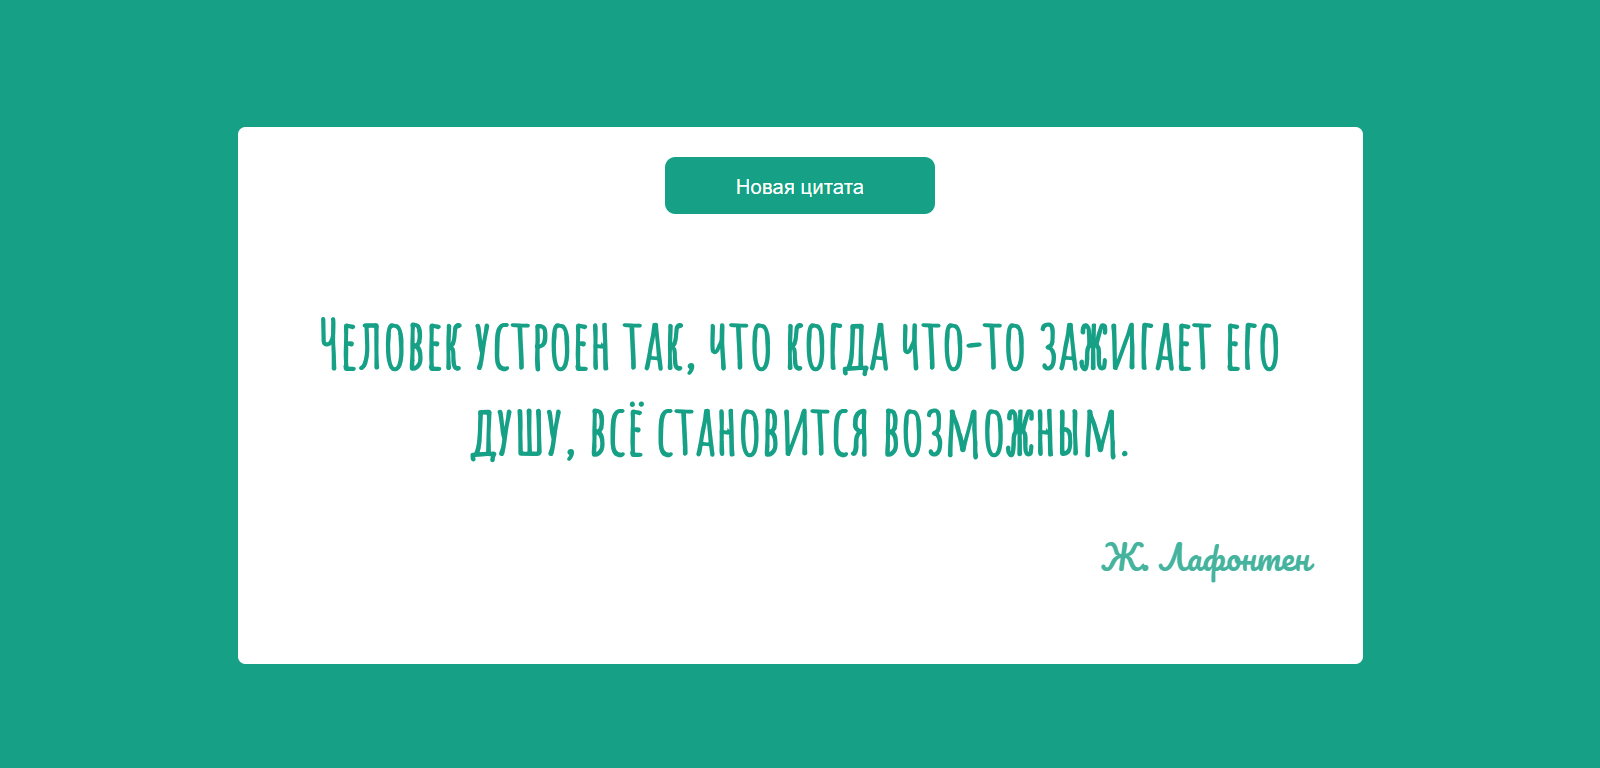 Новая цитата
Человек устроен так, что когда что-то зажигает его
душу, всё становится возможным.
Ж. Лафонтен